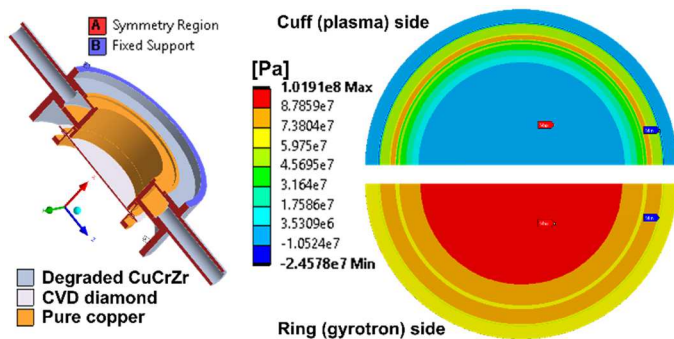 A Symmetry Region
B Fixed Support
Degraded CuCrZr
CVD diamond
Pure copper
[Pa]
1.0191e8 Max
8.7859e7
7.3804e7
5.975e7
4.5695e7
3.164e7
1.7586e7
3.5309e6
-1.0524e7
-2.4578e7 Min
Cuff (plasma) side
Max
Min
Max
Min
Ring (gyrotron) side